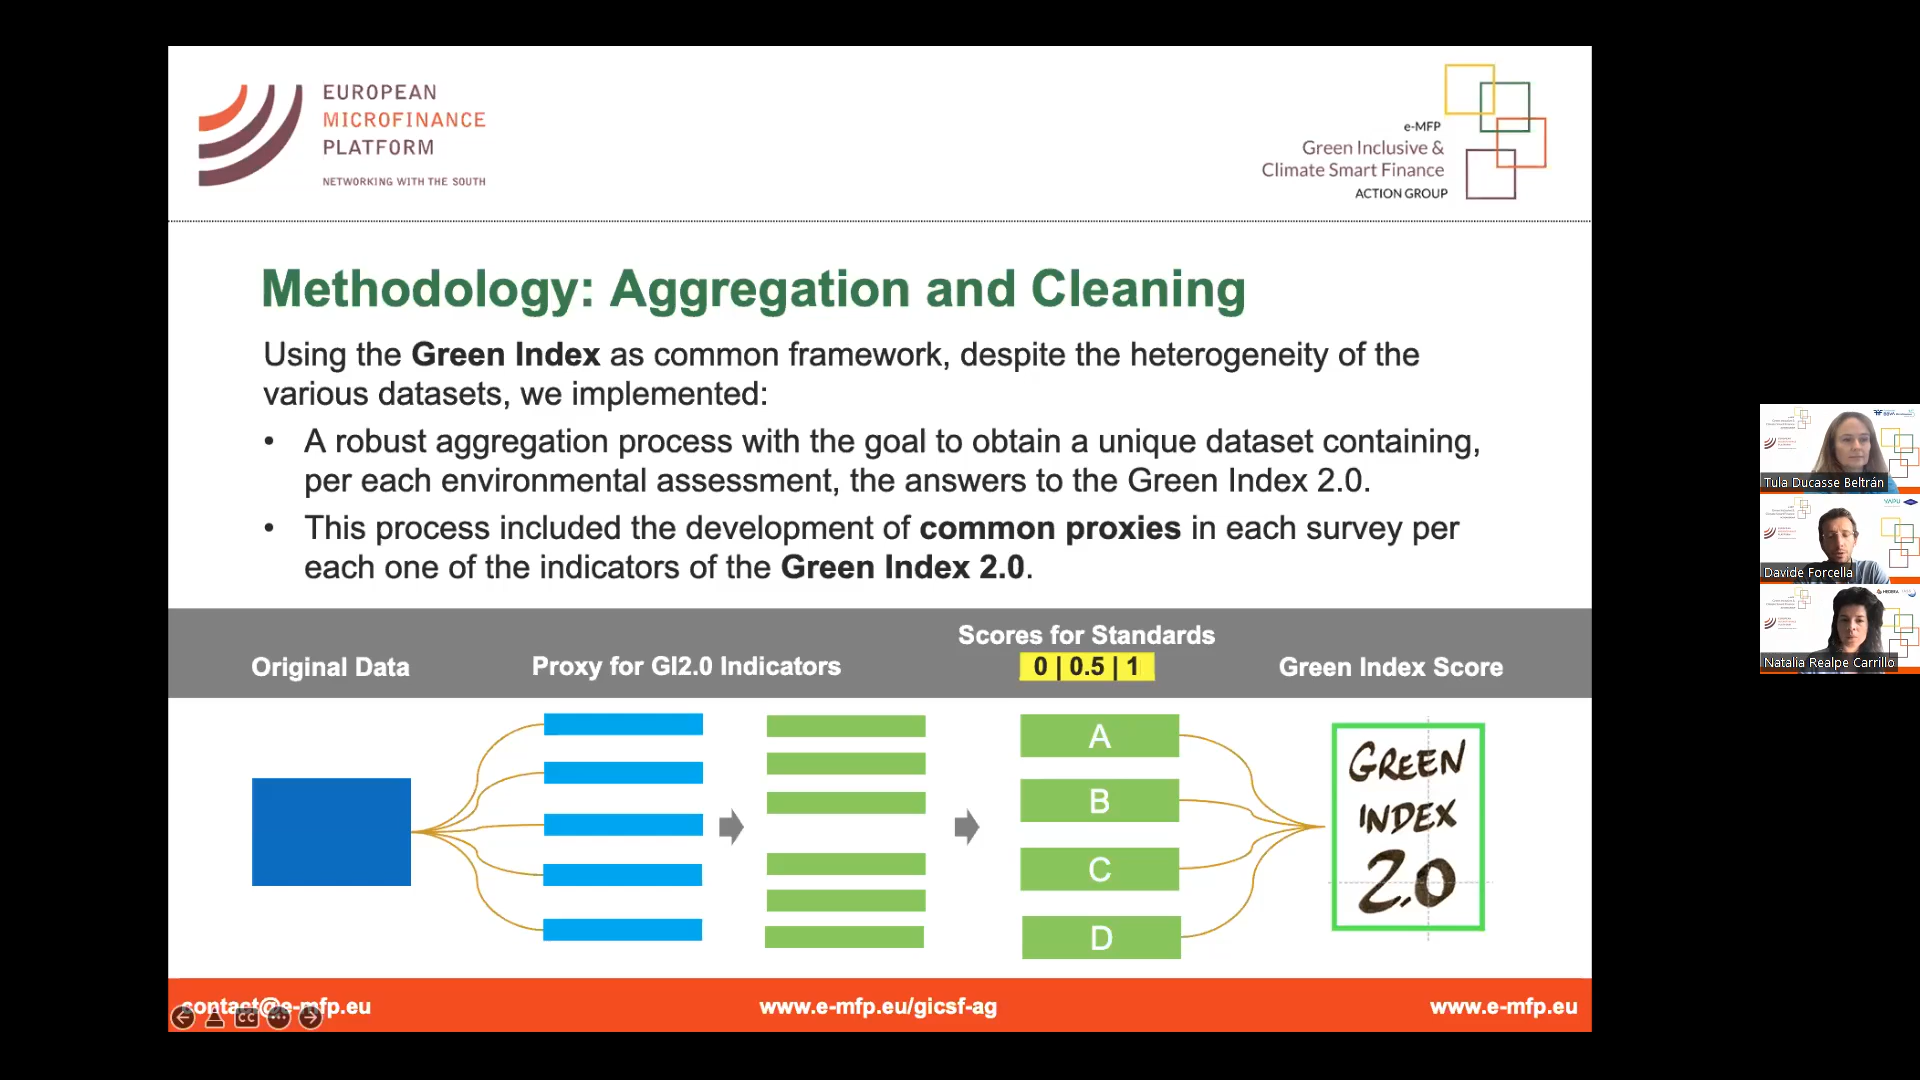 EUROPEAN
MICROFINANCE
PLATFORM
NETWORKING WITH THE SOUTH
e-MFP
Green Inclusive &
Climate Smart Finance
ACTION GROUP
Methodology: Aggregation and Cleaning
Using the Green Index as common framework, despite the heterogeneity of the
various datasets, we implemented:
• A robust aggregation process with the goal to obtain a unique dataset containing,
per each environmental assessment, the answers to the Green Index 2.0.
• This process included the development of common proxies in each survey per
each one of the indicators of the Green Index 2.0.
Original Data
Proxy for GI2.0 Indicators
Scores for Standards
0 | 0.5 | 1
Green Index Score
A
B
C
D
GREEN
INDEX
2.0
contact@e-mfp.eu
www.e-mfp.eu/gicsf-ag
www.e-mfp.eu
CC
Tula Ducasse Beltrán
Davide Forcella
Natalia Realpe Carrillo